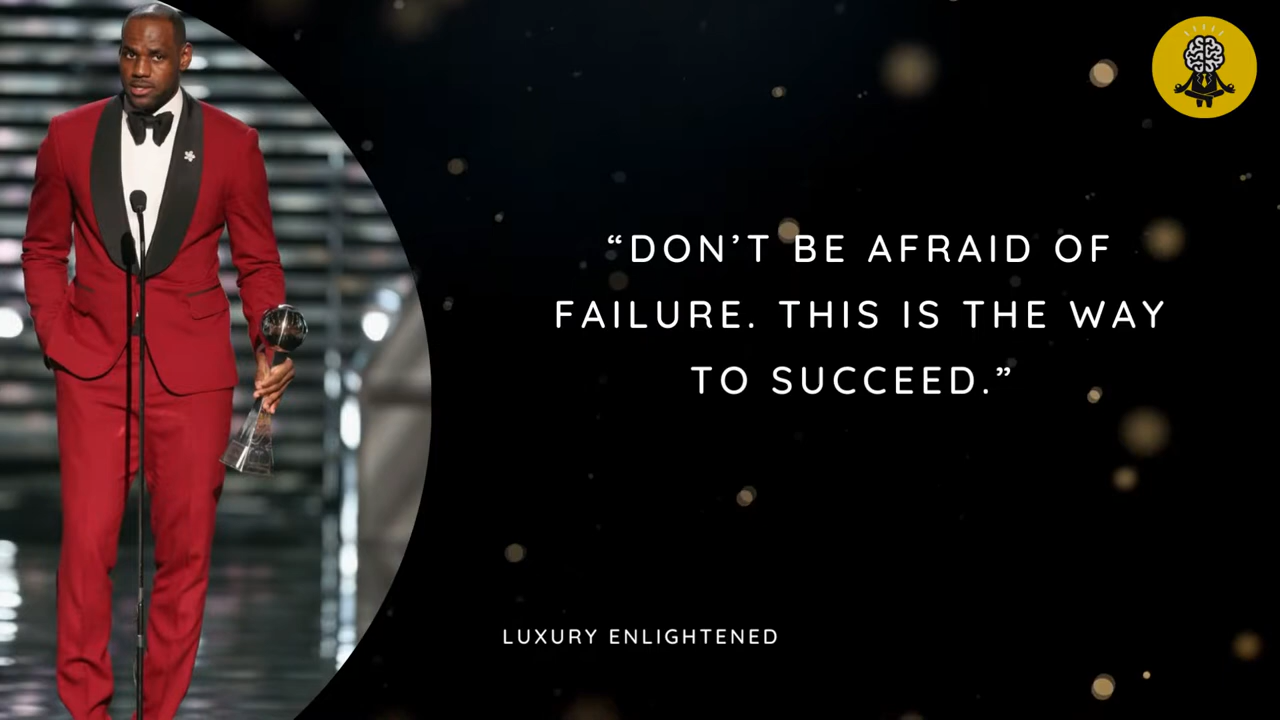 “DON’T BE AFRAID OF
FAILURE. THIS IS THE WAY
TO SUCCEED.”
LUXURY ENLIGHTENED